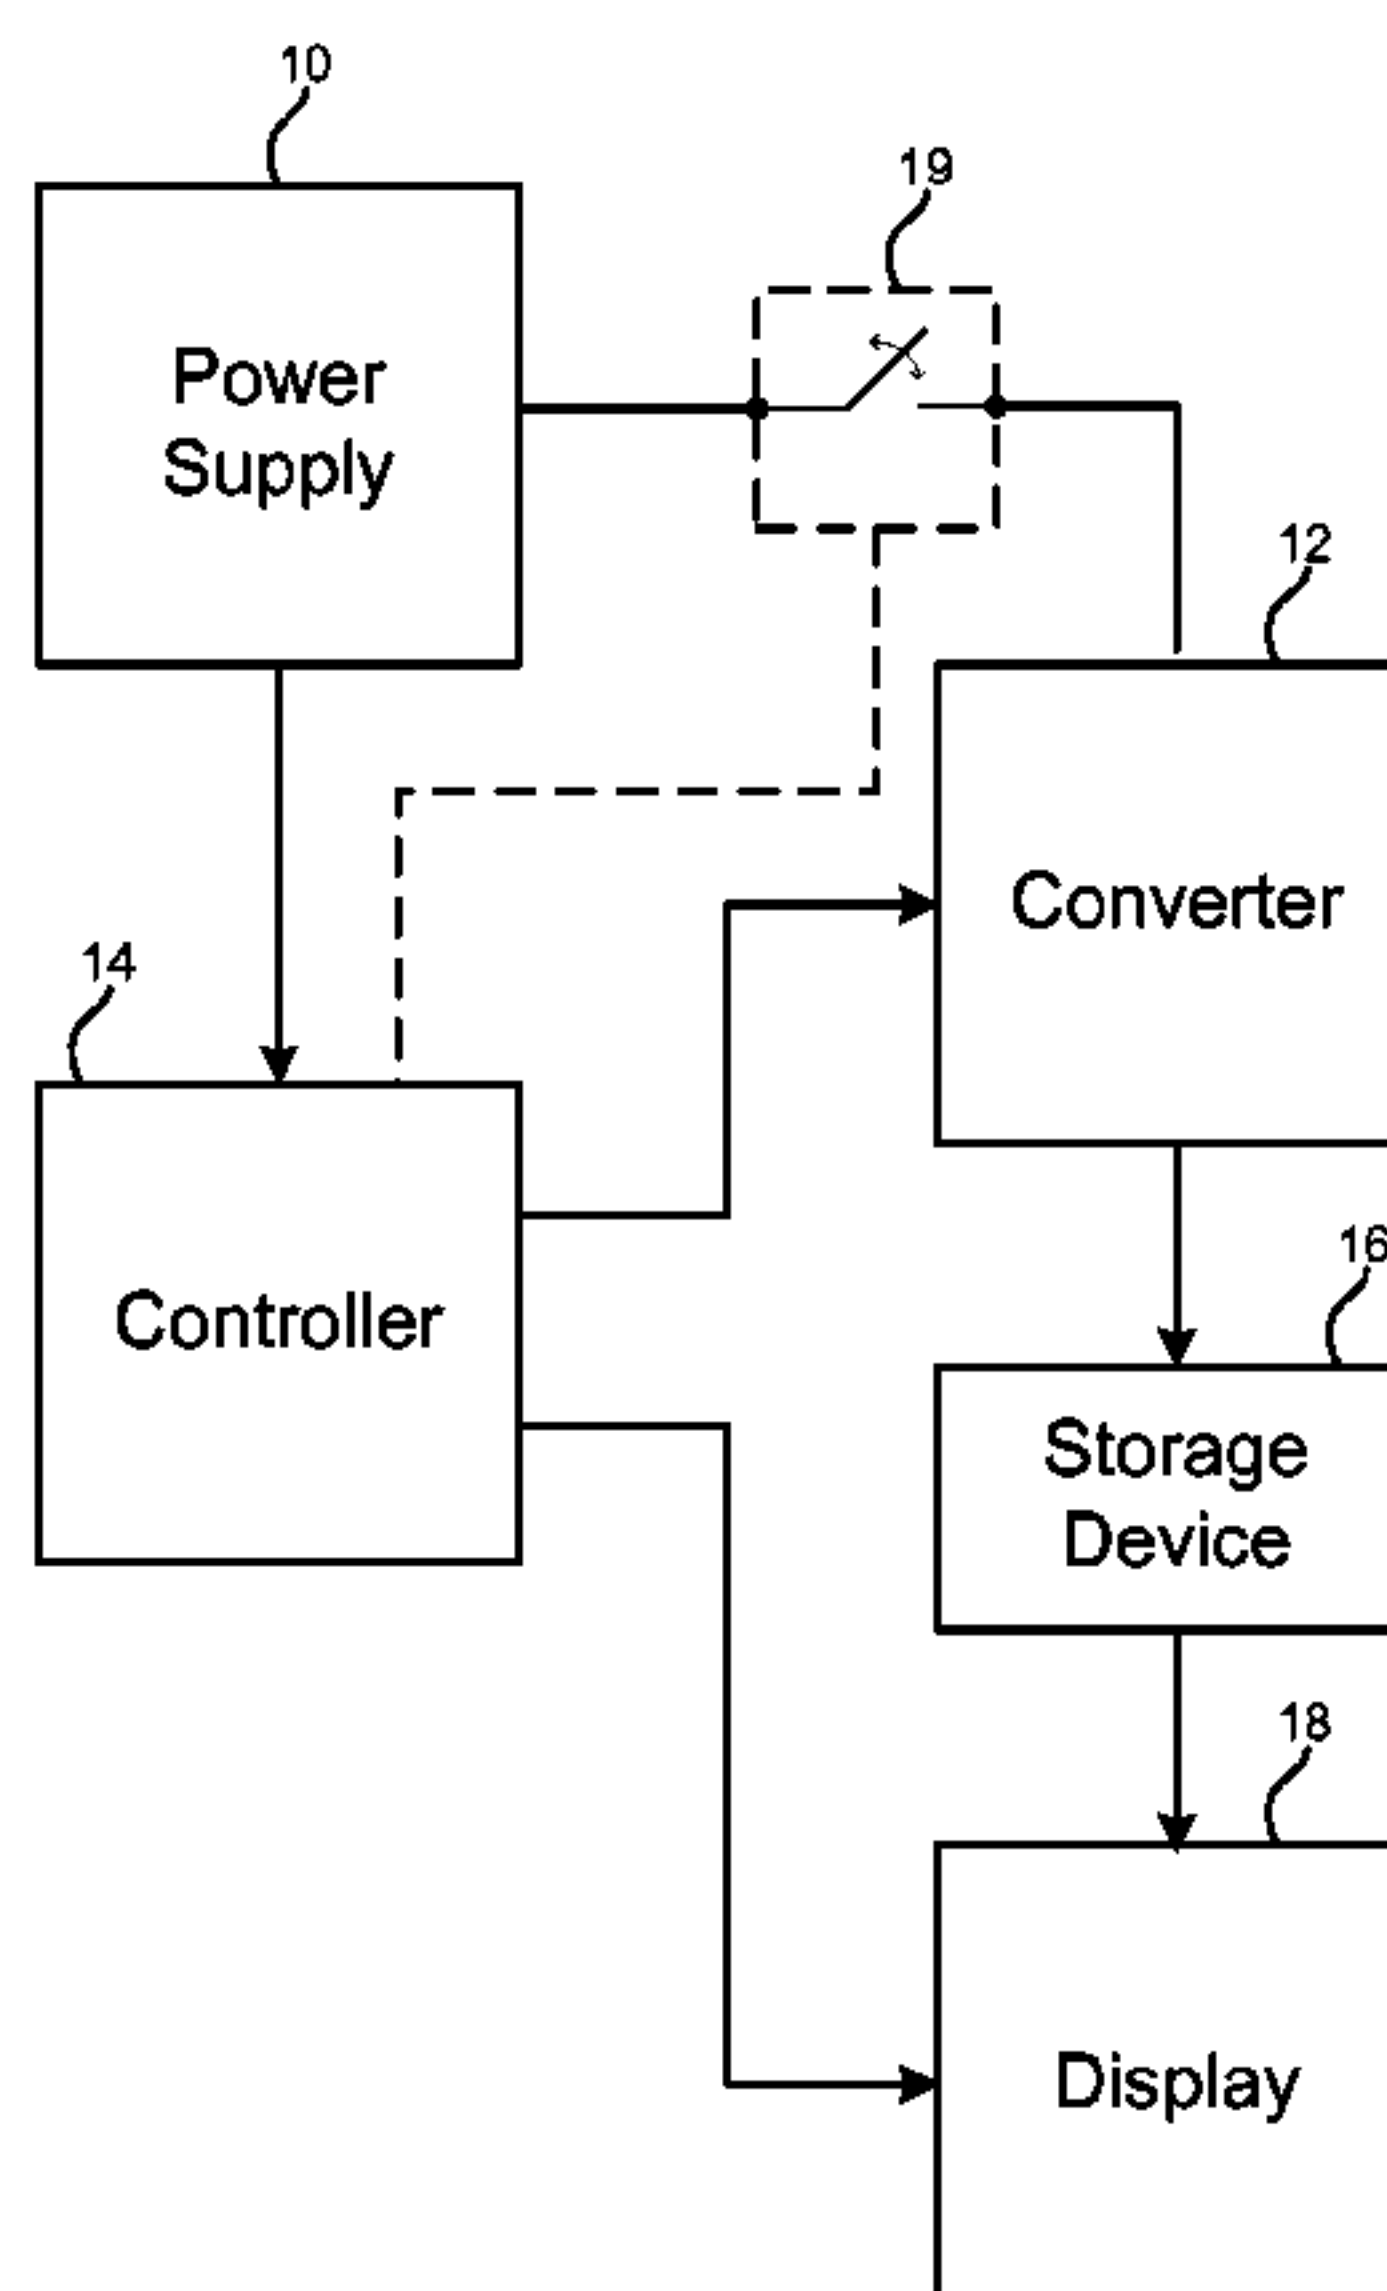 10
19
Power
Supply
12
Converter
14
Controller
16
Storage
Device
18
Display